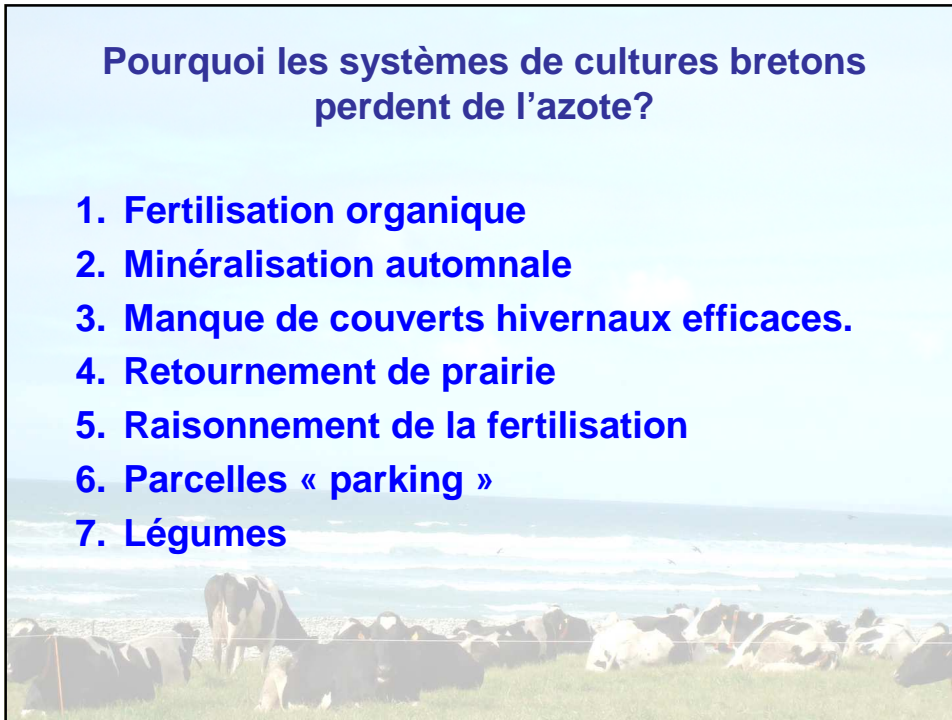 Pourquoi les systèmes de cultures bretons
perdent de l’azote?
1. Fertilisation organique
2. Minéralisation automnale
3. Manque de couverts hivernaux efficaces.
4. Retournement de prairie
5. Raisonnement de la fertilisation
6. Parcelles « parking »
7. Légumes